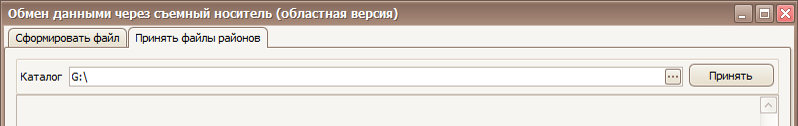 Обмен данными через съемный носитель (областная версия)
Сформировать файл Принять файлы районов
Каталог G:\ ... Принять